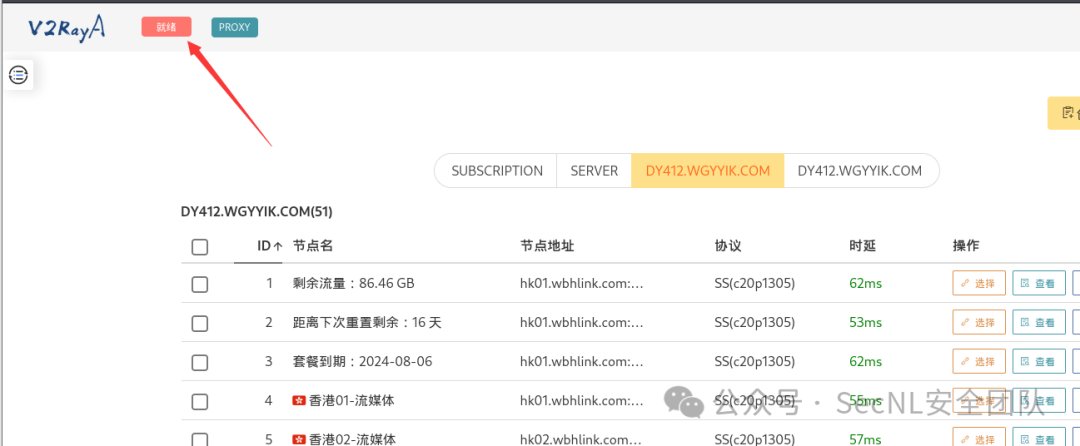 V2RayA 就绪 PROXY
SUBSCRIPTION SERVER DY412.WGYYIK.COM DY412.WGYYIK.COM
DY412.WGYYIK.COM(51)
ID↑ 节点名 节点地址 协议 时延 操作
1 剩余流量：86.46 GB hk01.wbhlink.com:... SS(c20p1305) 62ms 选择 查看
2 距离下次重置剩余：16 天 hk01.wbhlink.com:... SS(c20p1305) 53ms 选择 查看
3 套餐到期：2024-08-06 hk01.wbhlink.com:... SS(c20p1305) 62ms 选择 查看
4 香港01-流媒体 hk01.wbhlink.com:... SS(c20p1305) 55ms 选择 查看
公众号 · SecNL安全团队
5 香港02-流媒体 hk02.wbhlink.com:... SS(c20p1305) 57ms 选择 查看